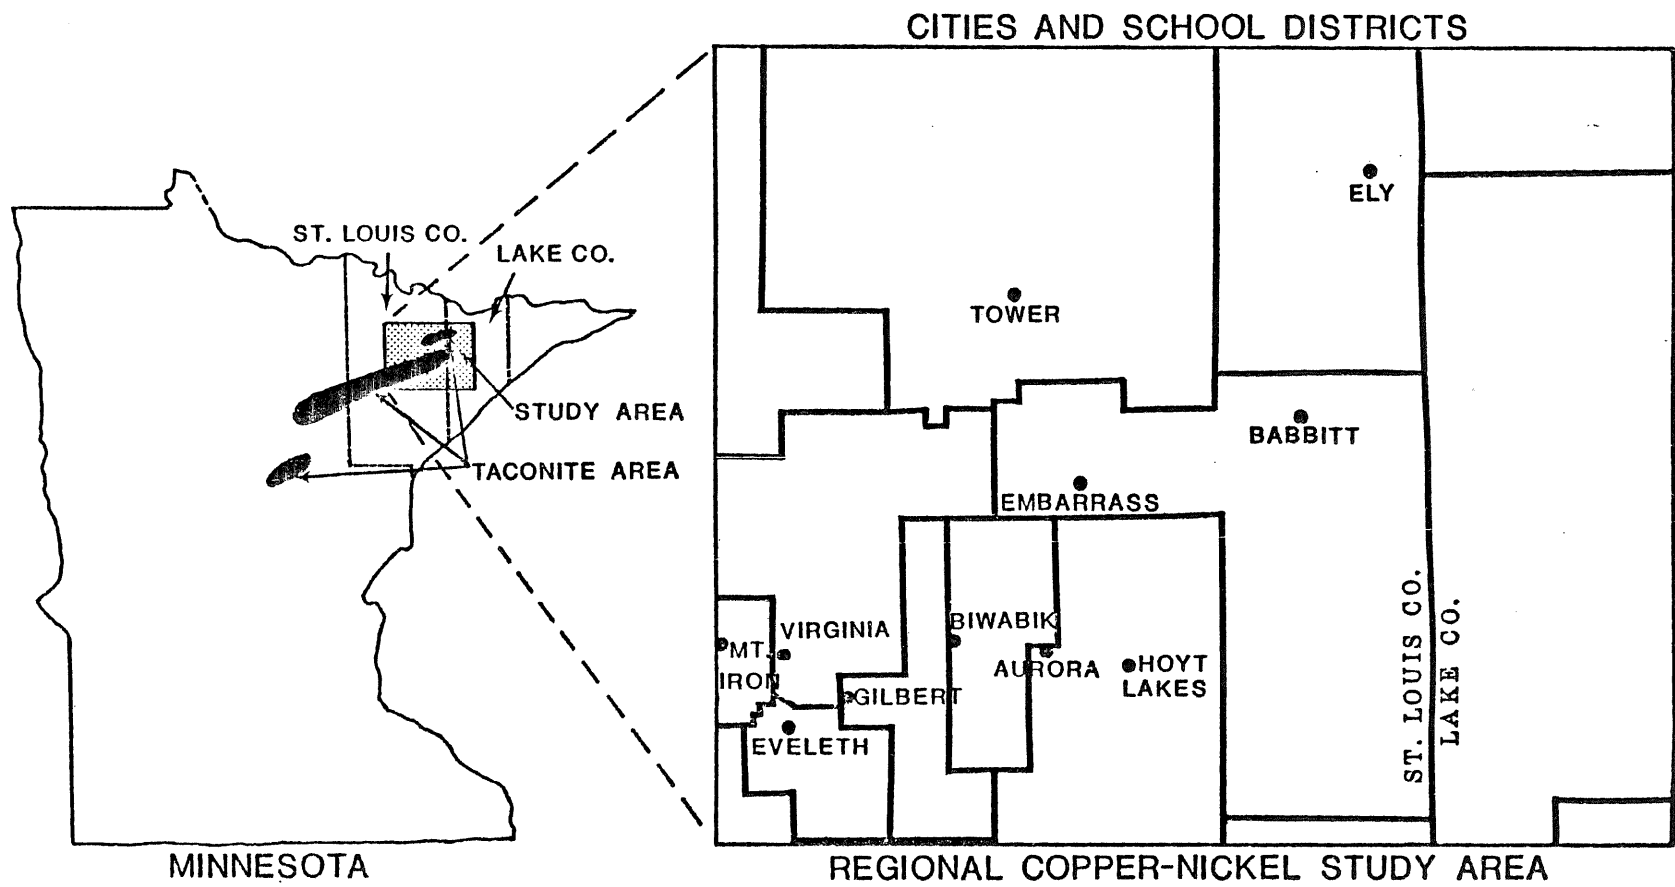 CITIES AND SCHOOL DISTRICTS
ST. LOUIS CO.
LAKE CO.
STUDY AREA
TACONITE AREA
MINNESOTA
ELY
TOWER
BABBITT
EMBARRASS
VIRGINIA
BIWABIK
MT.
IRON
AURORA
HOYT
LAKES
GILBERT
EVELETH
ST. LOUIS CO.
LAKE CO.
REGIONAL COPPER-NICKEL STUDY AREA